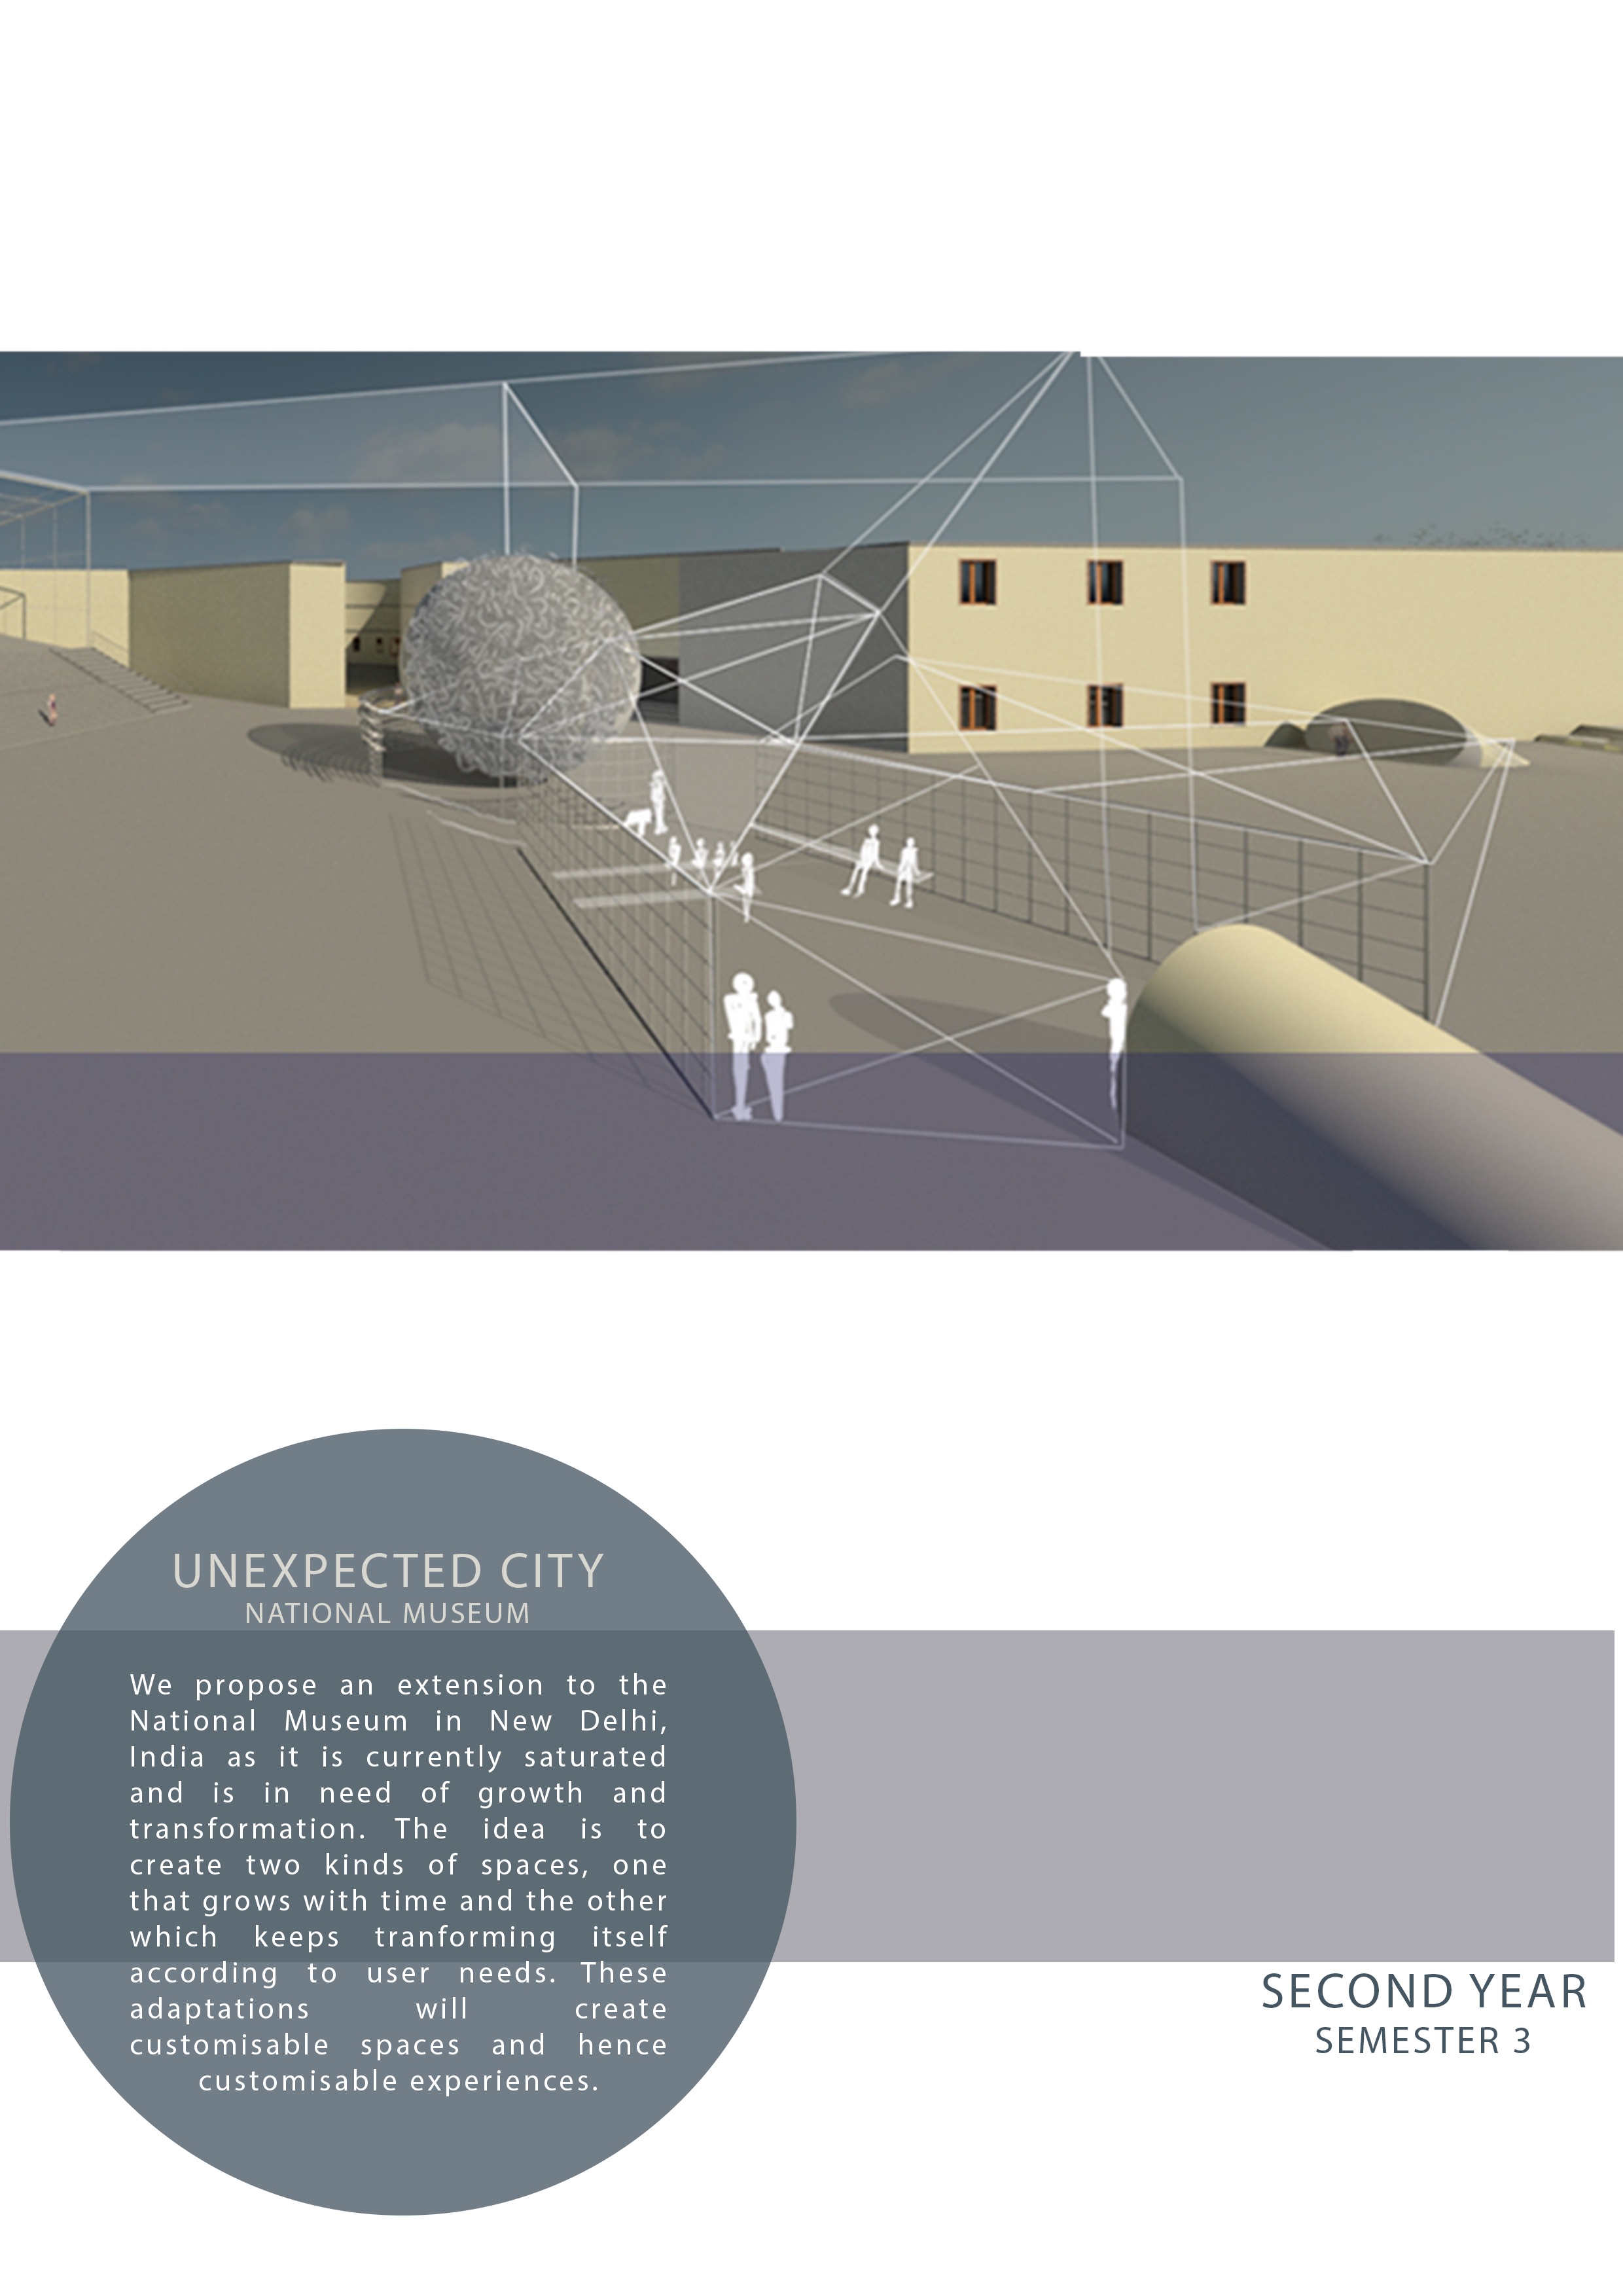 UNEXPECTED CITY
NATIONAL MUSEUM
We propose an extension to the
National Museum in New Delhi,
India as it is currently saturated
and is in need of growth and
transformation. The idea is to
create two kinds of spaces, one
that grows with time and the other
which keeps tranforming itself
according to user needs. These
adaptations will create
customisable spaces and hence
customisable experiences.
SECOND YEAR
SEMESTER 3